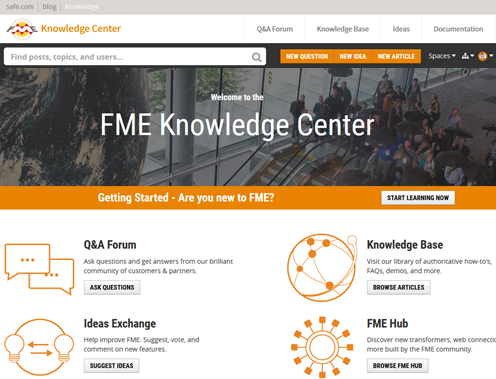 safe.com blog knowledge
Knowledge Center
Q&A Forum Knowledge Base Ideas Documentation
Find posts, topics, and users...
NEW QUESTION NEW IDEA NEW ARTICLE
Spaces
Welcome to the
FME Knowledge Center
Getting Started - Are you new to FME?
START LEARNING NOW
Q&A Forum
Ask questions and get answers from our brilliant
community of customers & partners.
ASK QUESTIONS
Knowledge Base
Visit our library of authoritative how-to's,
FAQs, demos, and more.
BROWSE ARTICLES
Ideas Exchange
Help improve FME. Suggest, vote, and
comment on new features.
SUGGEST IDEAS
FME Hub
Discover new transformers, web connectio
more built by the FME community.
BROWSE FME HUB